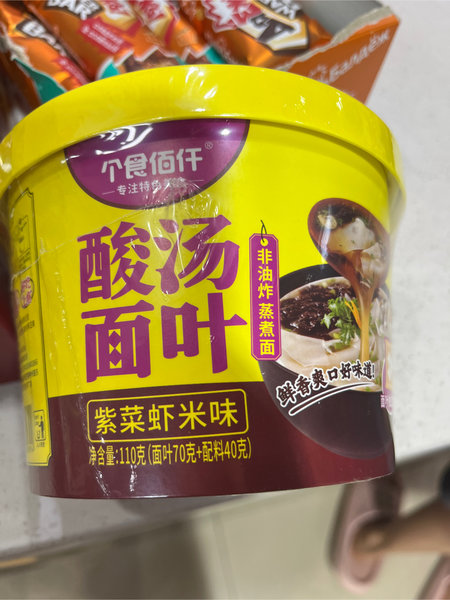 BAR
个食佰仟®
专注特色
酸汤
面叶
非油炸蒸煮面
鲜香爽口好味道!
紫菜虾米味
净含量:110克(面叶70克+配料40克)